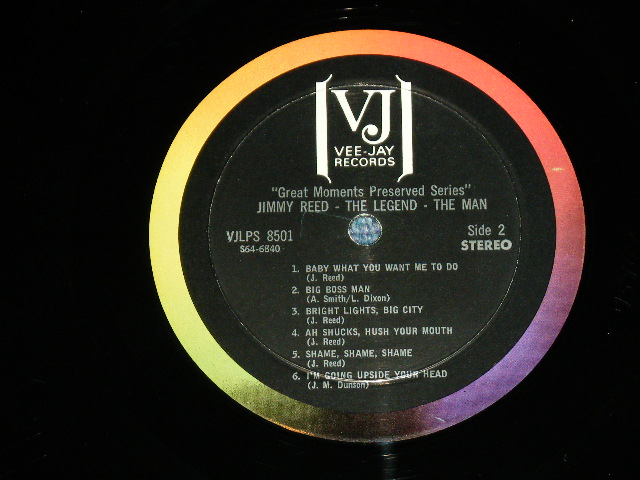 VJ
VEE-JAY
RECORDS
"Great Moments Preserved Series"
JIMMY REED - THE LEGEND - THE MAN
VJLPS 8501
S64-6840
Side 2
STEREO
1. BABY WHAT YOU WANT ME TO DO
(J. Reed)
2. BIG BOSS MAN
(A. Smith/L. Dixon)
3. BRIGHT LIGHTS, BIG CITY
(J. Reed)
4. AH SHUCKS, HUSH YOUR MOUTH
(J. Reed)
5. SHAME, SHAME, SHAME
(J. Reed)
6. I'M GOING UPSIDE YOUR HEAD
(J. M. Dunson)